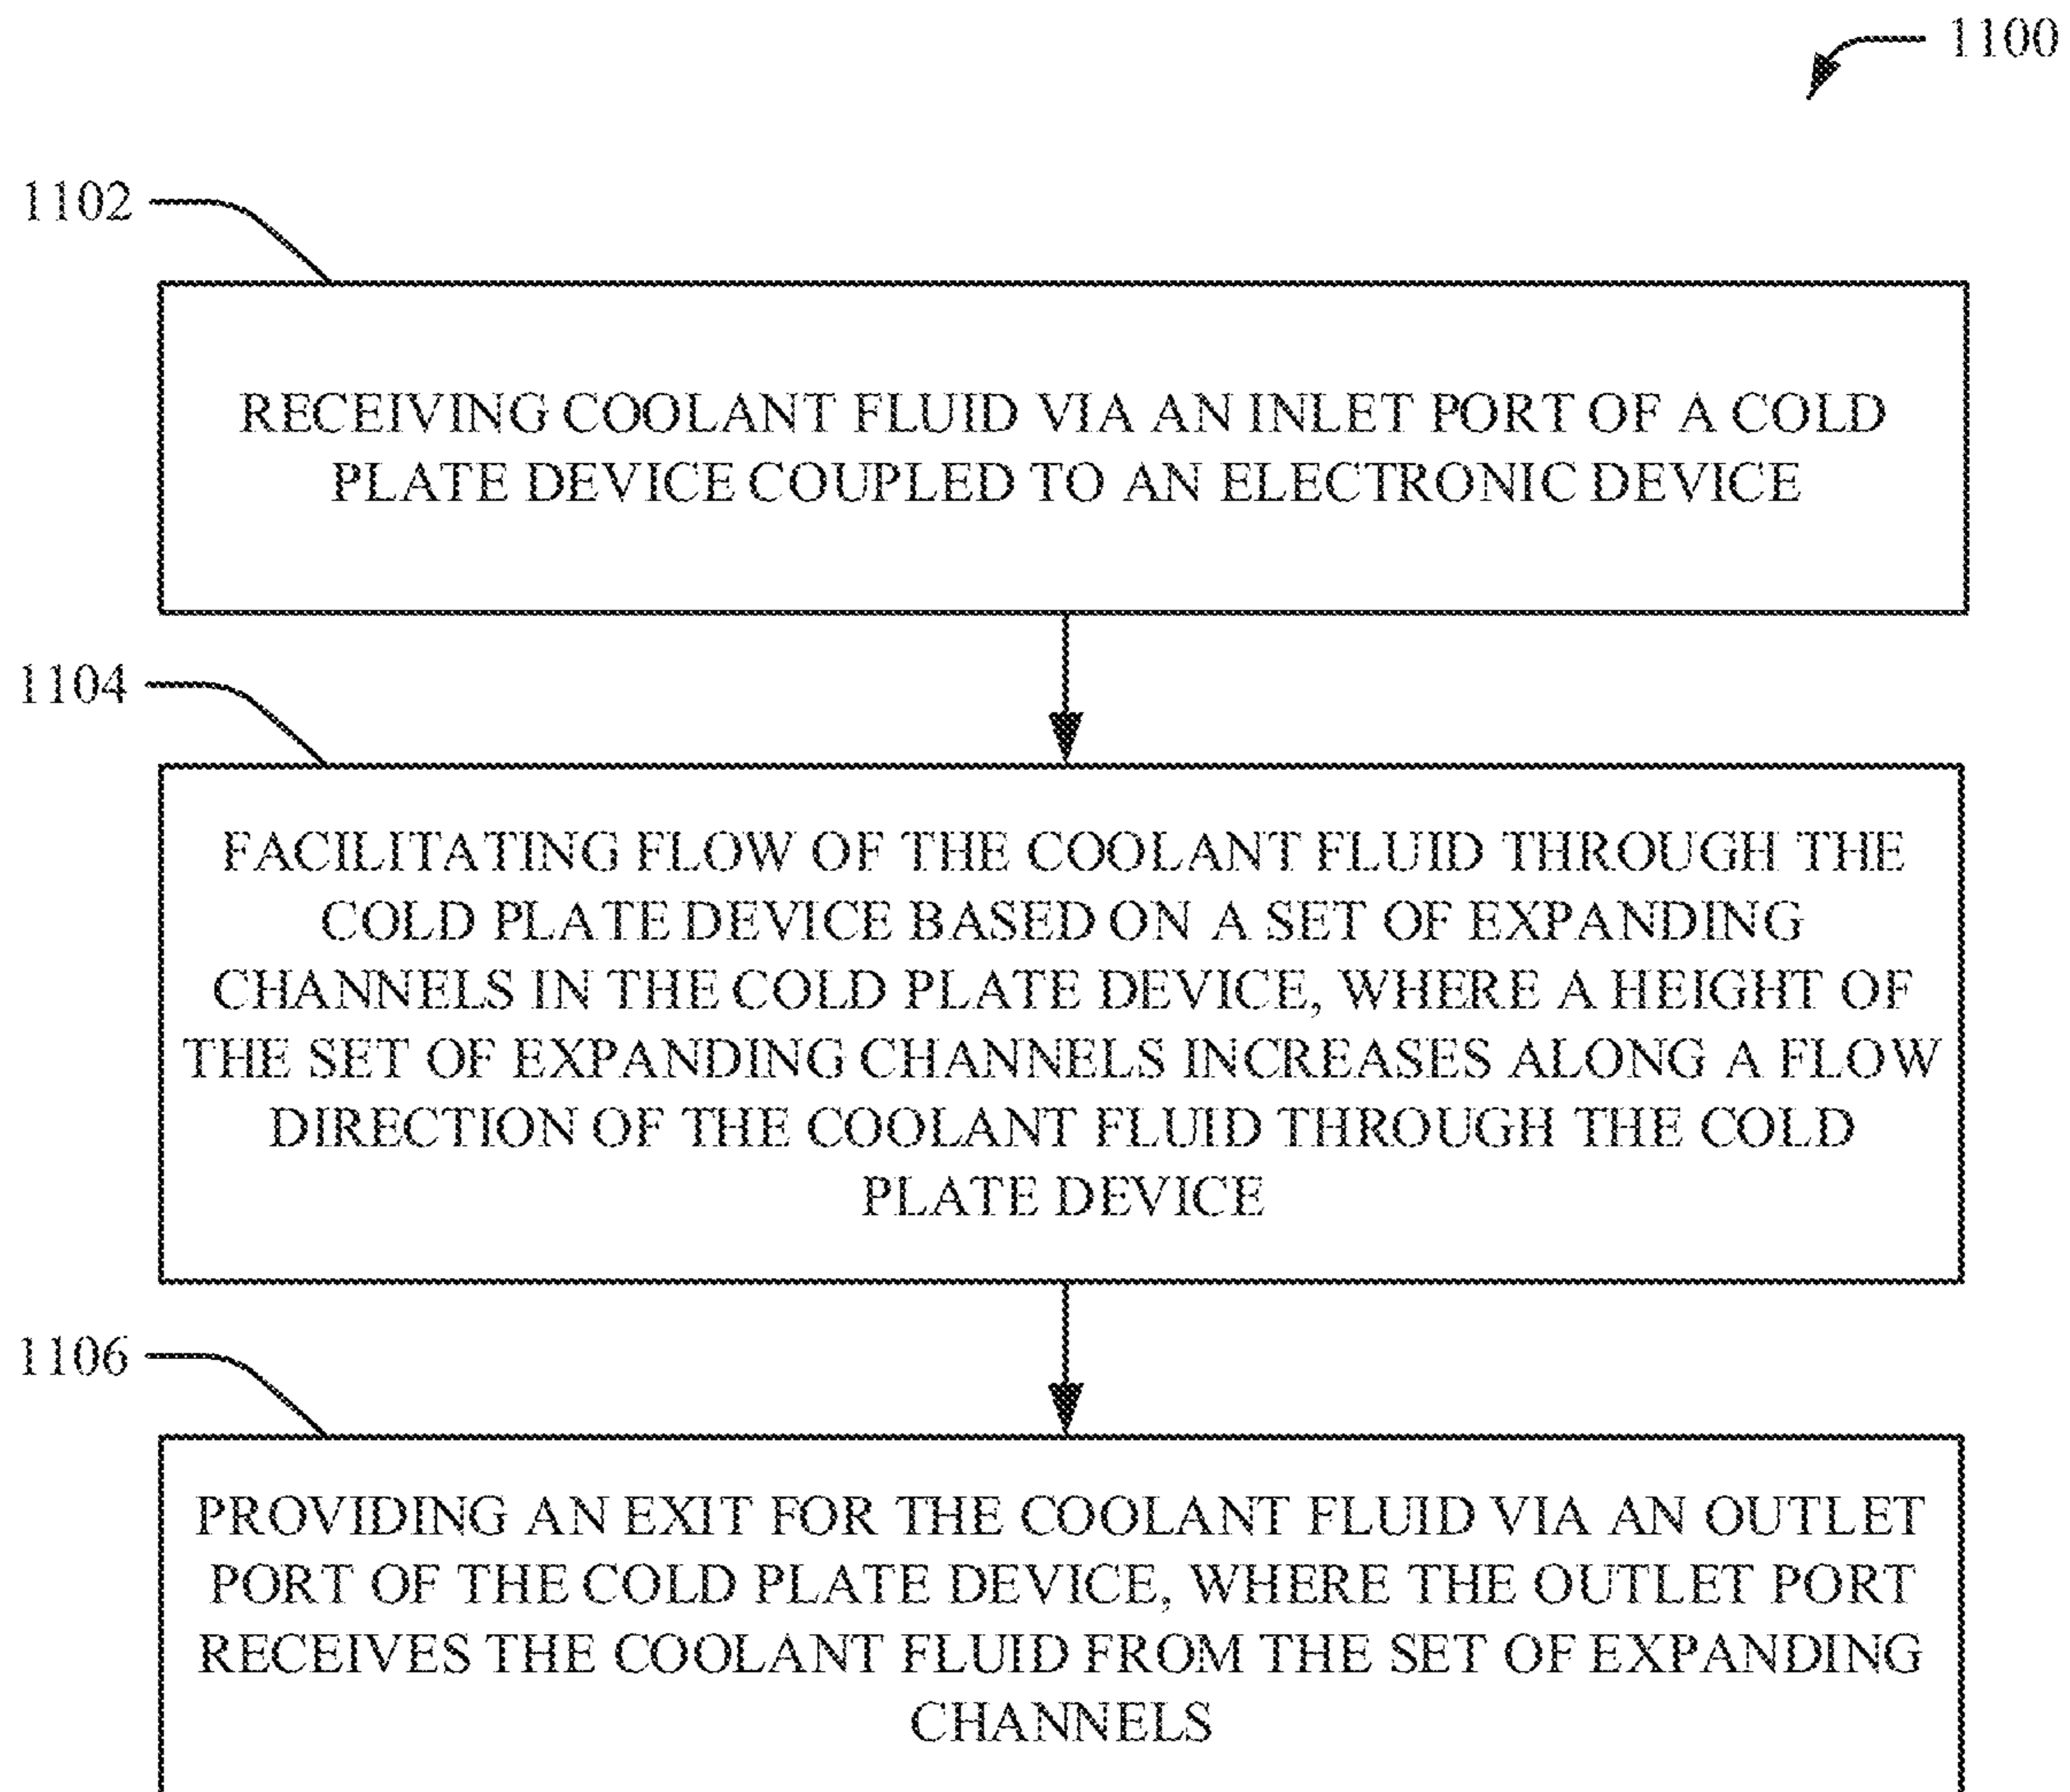 1100
1102
RECEIVING COOLANT FLUID VIA AN INLET PORT OF A COLD
PLATE DEVICE COUPLED TO AN ELECTRONIC DEVICE
1104
FACILITATING FLOW OF THE COOLANT FLUID THROUGH THE
COLD PLATE DEVICE BASED ON A SET OF EXPANDING
CHANNELS IN THE COLD PLATE DEVICE, WHERE A HEIGHT OF
THE SET OF EXPANDING CHANNELS INCREASES ALONG A FLOW
DIRECTION OF THE COOLANT FLUID THROUGH THE COLD
PLATE DEVICE
1106
PROVIDING AN EXIT FOR THE COOLANT FLUID VIA AN OUTLET
PORT OF THE COLD PLATE DEVICE, WHERE THE OUTLET PORT
RECEIVES THE COOLANT FLUID FROM THE SET OF EXPANDING
CHANNELS